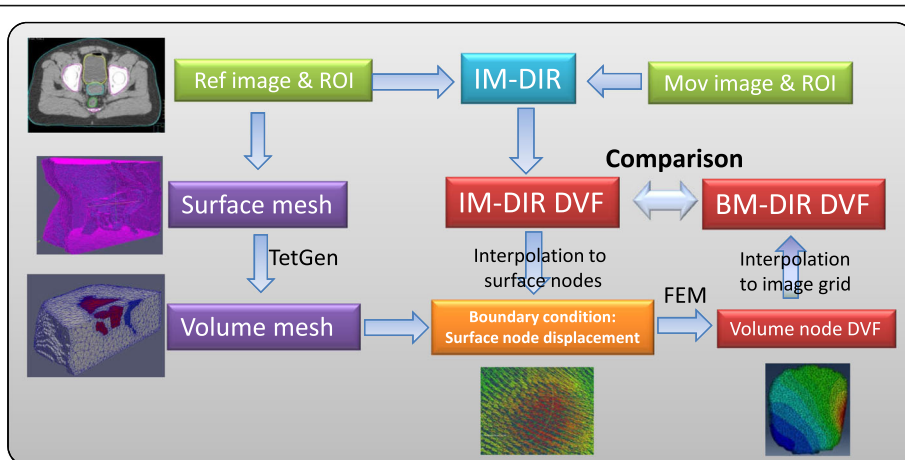 Ref image & ROI
IM-DIR
Mov image & ROI
Comparison
Surface mesh
IM-DIR DVF
BM-DIR DVF
TetGen
Interpolation to
surface nodes
Interpolation
to image grid
FEM
Volume mesh
Boundary condition:
Surface node displacement
Volume node DVF